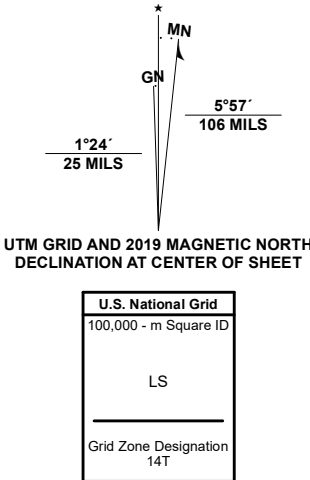 ★
MN
GN
5°57´
106 MILS
1°24´
25 MILS
UTM GRID AND 2019 MAGNETIC NORTH
DECLINATION AT CENTER OF SHEET
U.S. National Grid
100,000 - m Square ID
LS
Grid Zone Designation
14T